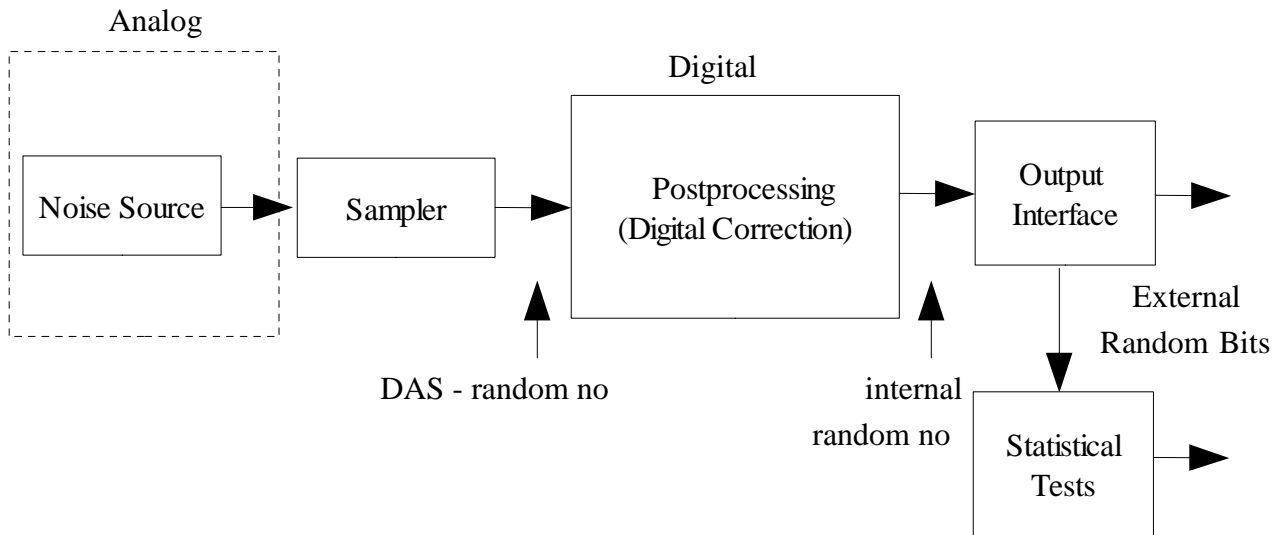 Analog
Digital
Noise Source
Sampler
Postprocessing
(Digital Correction)
Output
Interface
DAS - random no
internal
random no
External
Random Bits
Statistical
Tests